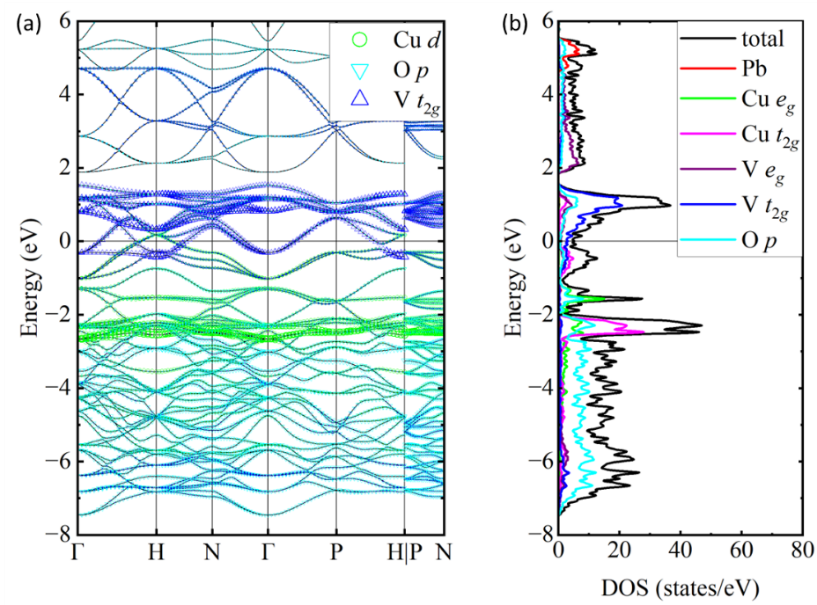 (a)
Energy (eV)
6
4
2
0
−2
−4
−6
−8
Γ H N Γ P H|P N
Cu d
O p
V t2g
(b)
Energy (eV)
6
4
2
0
−2
−4
−6
−8
0 20 40 60 80
DOS (states/eV)
total
Pb
Cu eg
Cu t2g
V eg
V t2g
O p